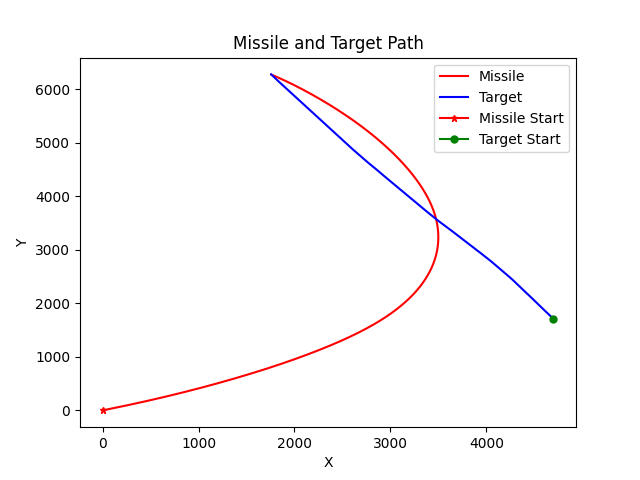 Missile and Target Path
Missile
Target
Missile Start
Target Start
6000
5000
4000
3000
2000
1000
0
Y
0 1000 2000 3000 4000
X